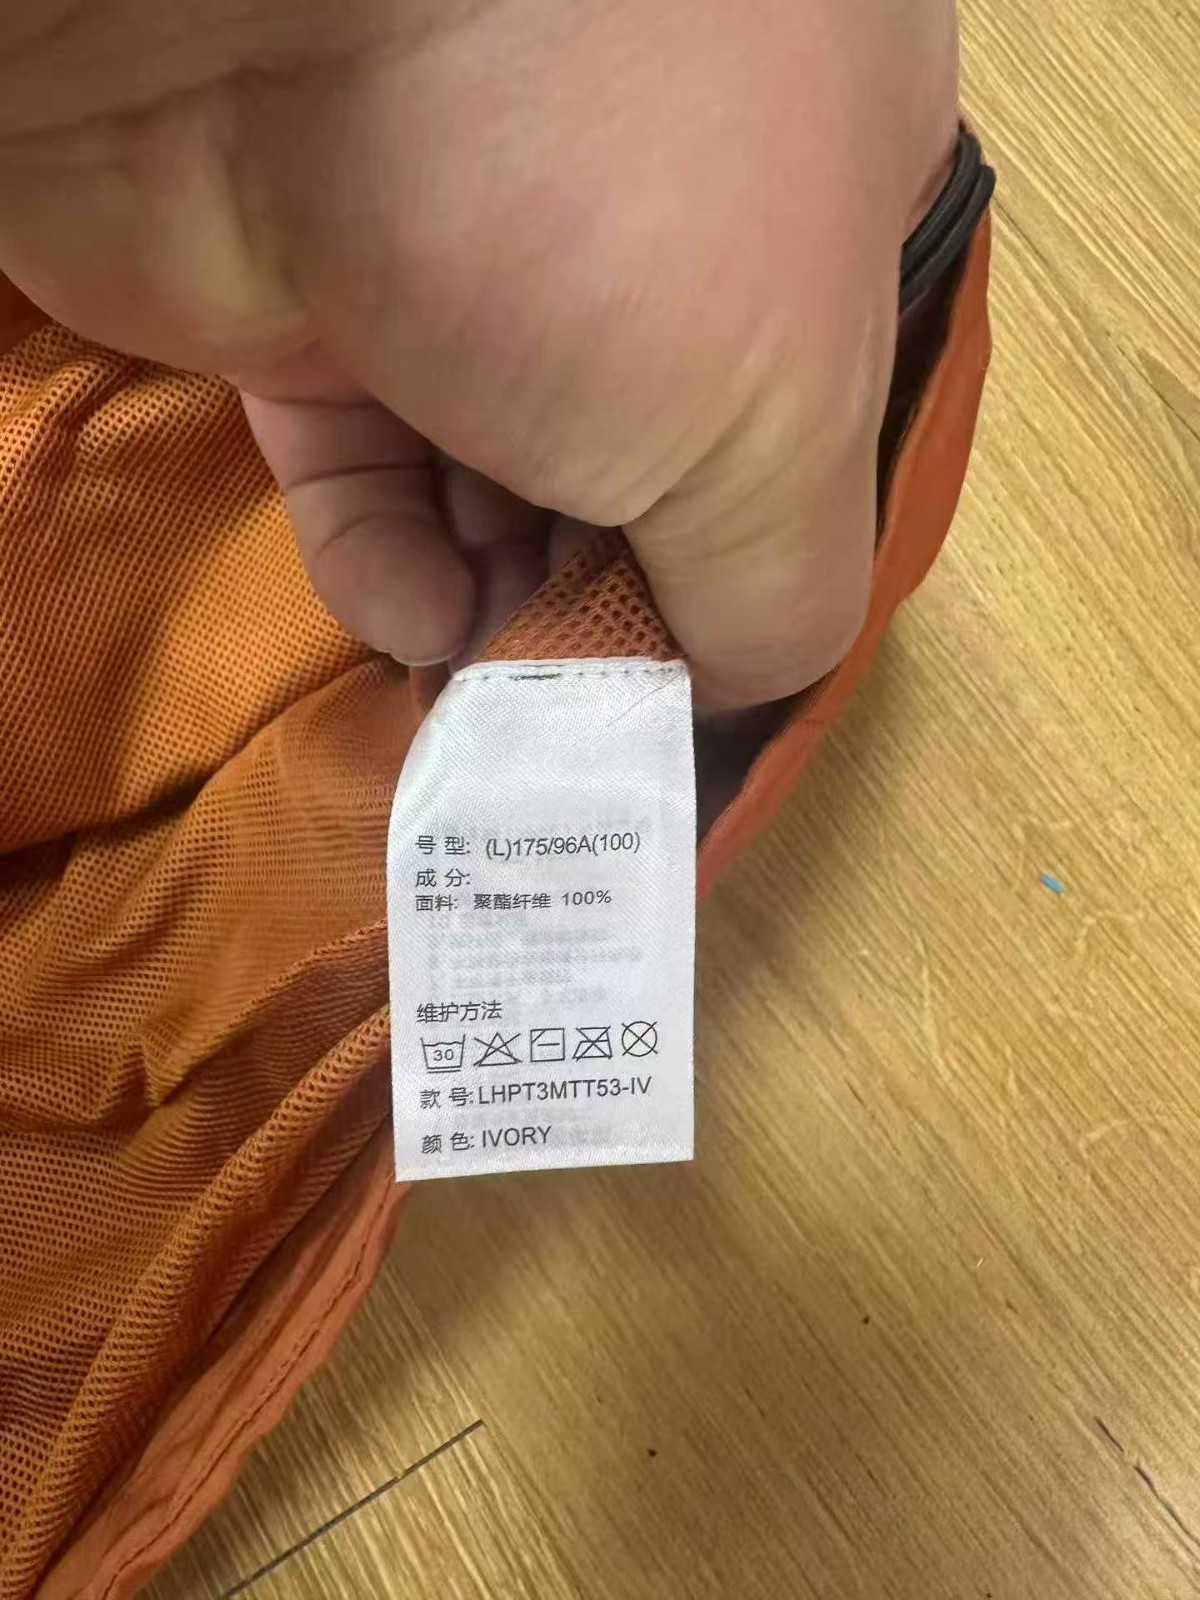 号 型: (L)175/96A(100)
成 分:
面料: 聚酯纤维 100%
维护方法
30
款 号:LHPT3MTT53-IV
颜 色: IVORY